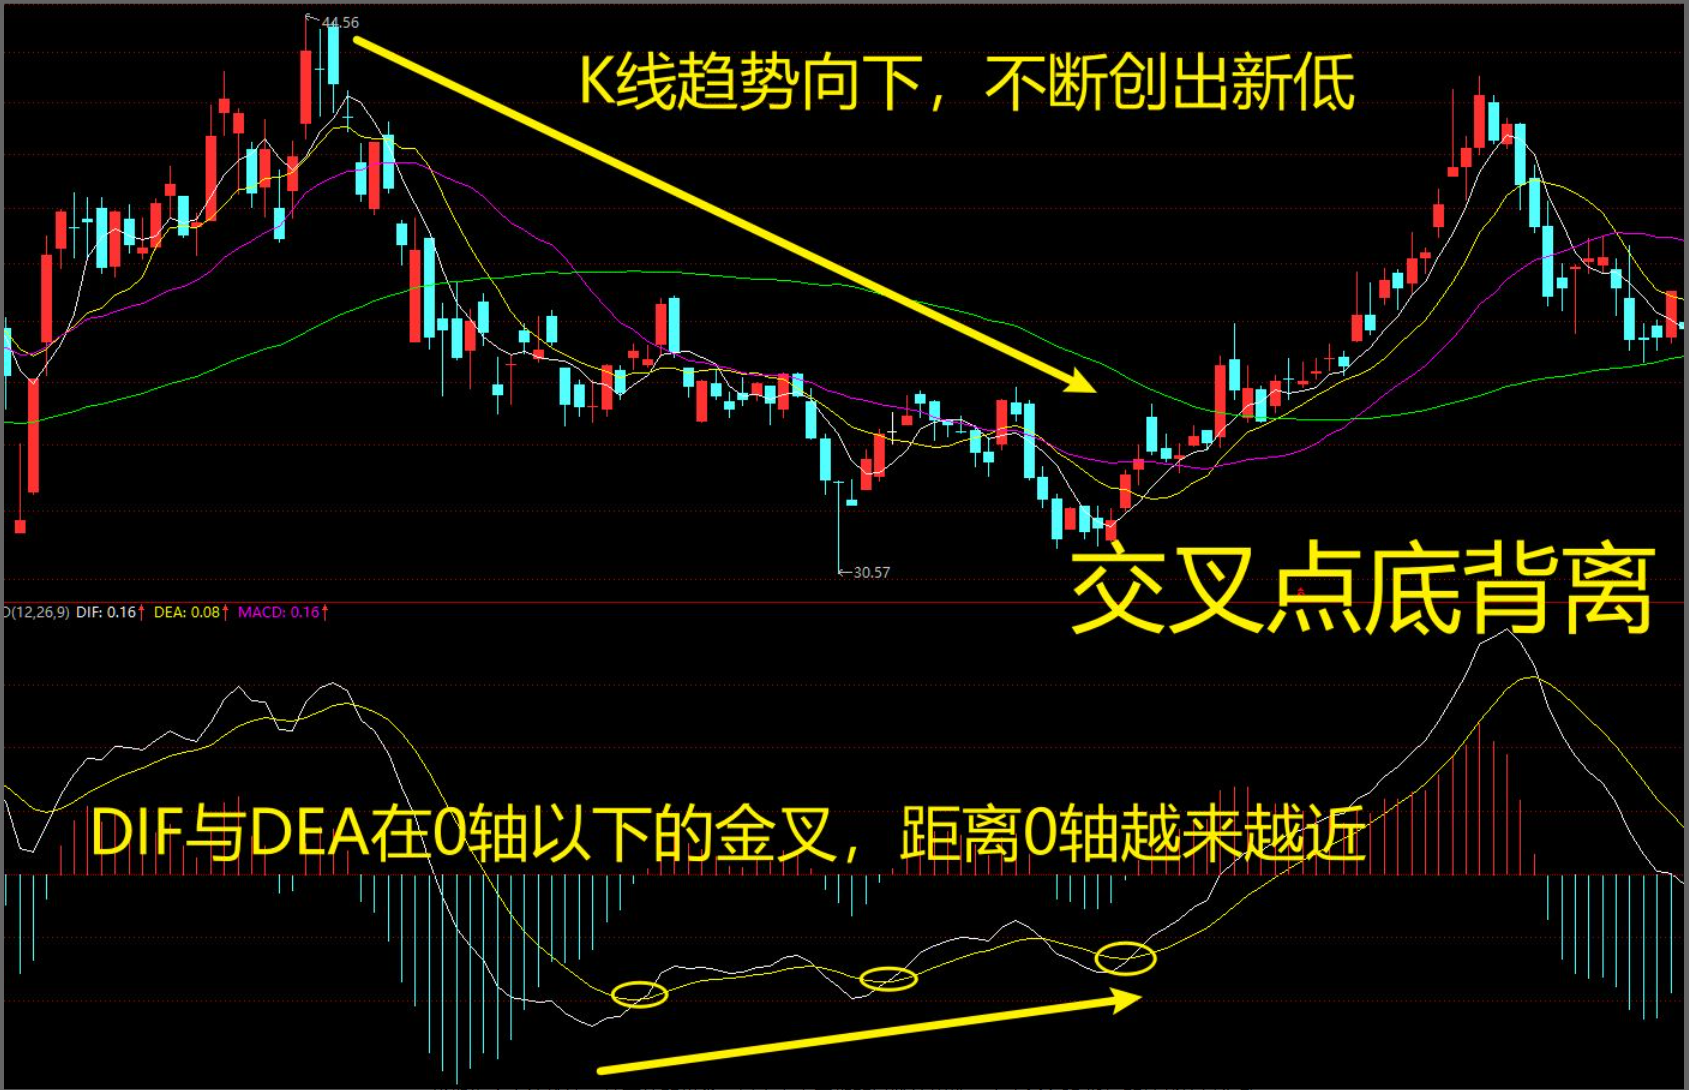 44.56
K线趋势向下，不断创出新低
30.57
交叉点底背离
D(12,26,9) DIF: 0.16↑ DEA: 0.08↑ MACD: 0.16↑
DIF与DEA在0轴以下的金叉，距离0轴越来越近